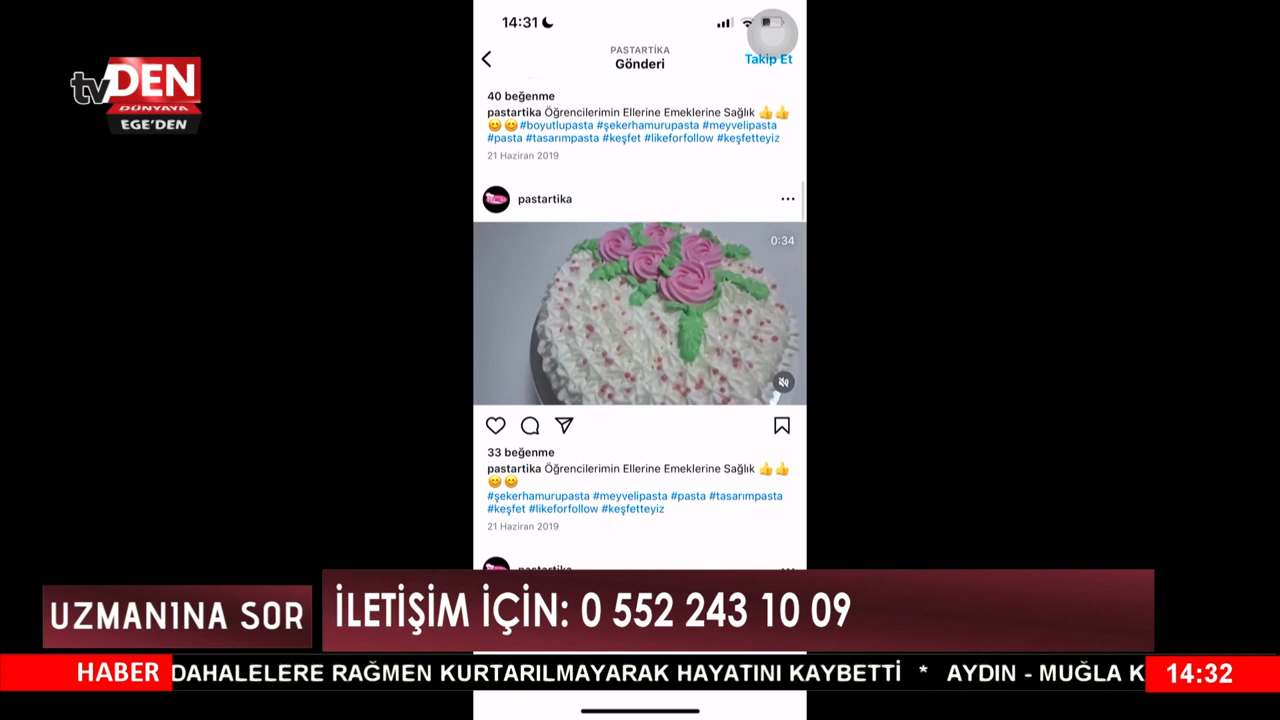 14:31
tvDEN
DÜNYAYA
EGE'DEN
PASTARTİKA
Gönderi
Takip Et
40 beğenme
pastartika Öğrencilerimin Ellerine Emeklerine Sağlık 👍👍
😊😊#boyutlupasta #şekerhamurupasta #meyvelipasta
#pasta #tasarımpasta #keşfet #likeforfollow #keşfetteyiz
21 Haziran 2019
pastartika
0:34
33 beğenme
pastartika Öğrencilerimin Ellerine Emeklerine Sağlık 👍👍
😊😊
#şekerhamurupasta #meyvelipasta #pasta #tasarımpasta
#keşfet #likeforfollow #keşfetteyiz
21 Haziran 2019
pastartika
UZMANINA SOR
İLETİŞİM İÇİN: 0 552 243 10 09
HABER
DAHALELERE RAĞMEN KURTARILMAYARAK HAYATINI KAYBETTİ * AYDIN - MUĞLA K
14:32